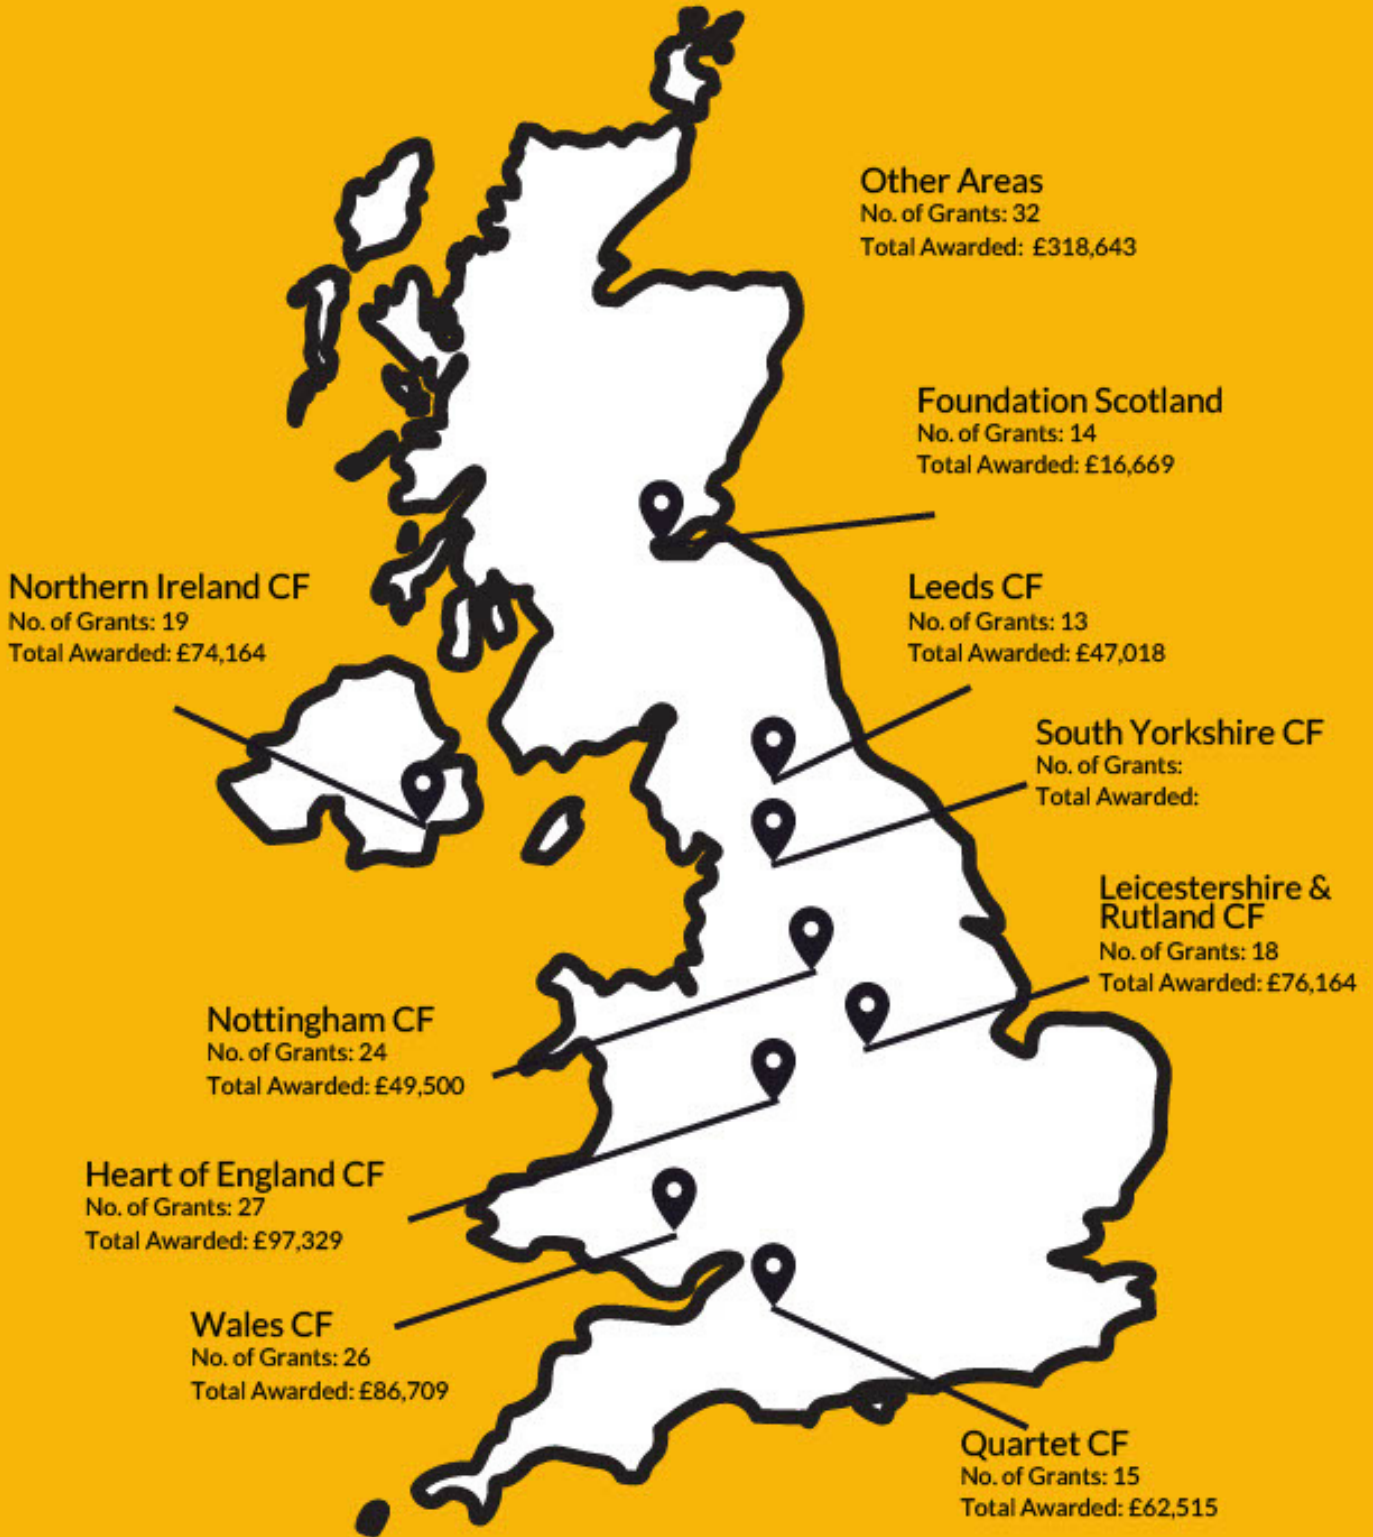 Other Areas
No. of Grants: 32
Total Awarded: £318,643
Foundation Scotland
No. of Grants: 14
Total Awarded: £16,669
Northern Ireland CF
No. of Grants: 19
Total Awarded: £74,164
Leeds CF
No. of Grants: 13
Total Awarded: £47,018
South Yorkshire CF
No. of Grants:
Total Awarded:
Leicestershire &
Rutland CF
No. of Grants: 18
Total Awarded: £76,164
Nottingham CF
No. of Grants: 24
Total Awarded: £49,500
Heart of England CF
No. of Grants: 27
Total Awarded: £97,329
Wales CF
No. of Grants: 26
Total Awarded: £86,709
Quartet CF
No. of Grants: 15
Total Awarded: £62,515